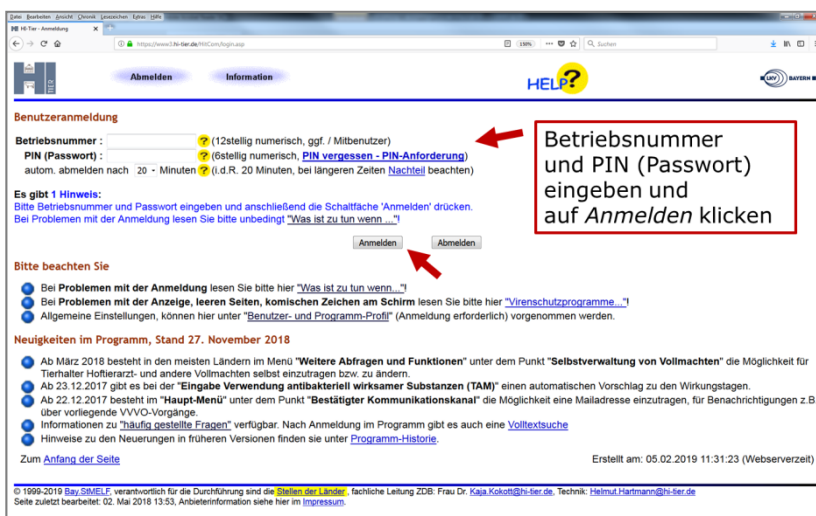 Datei Bearbeiten Ansicht Chronik Lesezeichen Extras Hilfe
HI-Tier - Anmeldung
https://www3.hi-tier.de/HitCom/login.asp
150%
Suchen
HI TIER
Abmelden
Information
HELP?
LKV BAYERN
Benutzeranmeldung
Betriebsnummer : ? (12stellig numerisch, ggf. / Mitbenutzer)
PIN (Passwort) : ? (6stellig numerisch, PIN vergessen - PIN-Anforderung)
autom. abmelden nach 20 Minuten ? (i.d.R. 20 Minuten, bei längeren Zeiten Nachteil beachten)
Betriebsnummer
und PIN (Passwort)
eingeben und
auf Anmelden klicken
Es gibt 1 Hinweis:
Bitte Betriebsnummer und Passwort eingeben und anschließend die Schaltfäche 'Anmelden' drücken.
Bei Problemen mit der Anmeldung lesen Sie bitte unbedingt "Was ist zu tun wenn ..."!
Anmelden
Abmelden
Bitte beachten Sie
Bei Problemen mit der Anmeldung lesen Sie bitte hier "Was ist zu tun wenn..."!
Bei Problemen mit der Anzeige, leeren Seiten, komischen Zeichen am Schirm lesen Sie bitte hier "Virenschutzprogramme..."!
Allgemeine Einstellungen, können hier unter "Benutzer- und Programm-Profil" (Anmeldung erforderlich) vorgenommen werden.
Neuigkeiten im Programm, Stand 27. November 2018
Ab März 2018 besteht in den meisten Ländern im Menü "Weitere Abfragen und Funktionen" unter dem Punkt "Selbstverwaltung von Vollmachten" die Möglichkeit für
Tierhalter Hoftierarzt- und andere Vollmachten selbst einzutragen bzw. zu ändern.
Ab 23.12.2017 gibt es bei der "Eingabe Verwendung antibakteriell wirksamer Substanzen (TAM)" einen automatischen Vorschlag zu den Wirkungstagen.
Ab 22.12.2017 besteht im "Haupt-Menü" unter dem Punkt "Bestätigter Kommunikationskanal" die Möglichkeit eine Mailadresse einzutragen, für Benachrichtigungen z.B.
über vorliegende VVVO-Vorgänge.
Informationen zu "häufig gestellte Fragen" verfügbar. Nach Anmeldung im Programm gibt es auch eine Volltextsuche
Hinweise zu den Neuerungen in früheren Versionen finden sie unter Programm-Historie.
Zum Anfang der Seite
Erstellt am: 05.02.2019 11:31:23 (Webserverzeit)
© 1999-2019 Bay.StMELF, verantwortlich für die Durchführung sind die Stellen der Länder, fachliche Leitung ZDB: Frau Dr. Kaja.Kokott@hi-tier.de, Technik: Helmut.Hartmann@hi-tier.de
Seite zuletzt bearbeitet: 02. Mai 2018 13:53, Anbieterinformation siehe hier im Impressum.